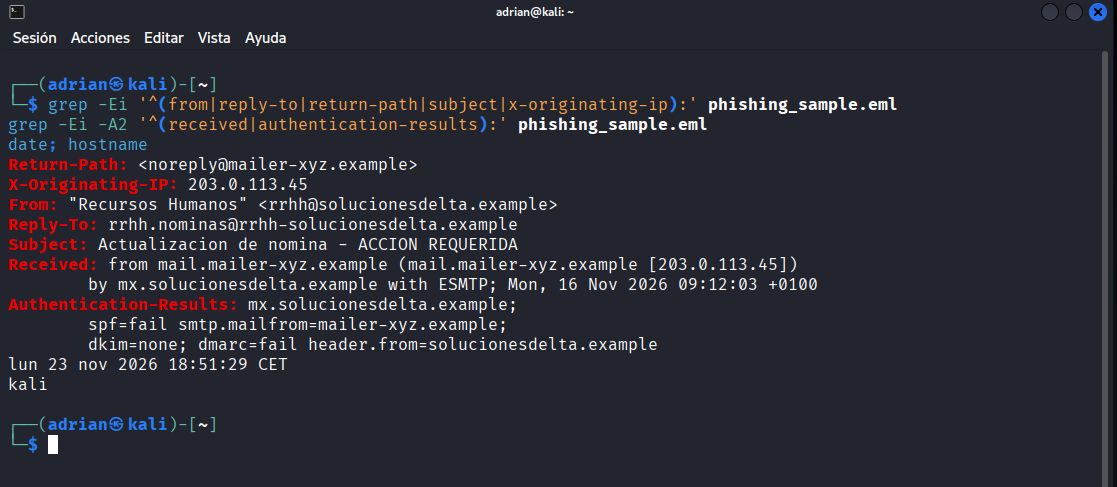 adrian@kali: ~
Sesión Acciones Editar Vista Ayuda
┌──(adrian㉿kali)-[~]
└─$ grep -Ei '^(from|reply-to|return-path|subject|x-originating-ip):' phishing_sample.eml
grep -Ei -A2 '^(received|authentication-results):' phishing_sample.eml
date; hostname
Return-Path: <noreply@mailer-xyz.example>
X-Originating-IP: 203.0.113.45
From: "Recursos Humanos" <rrhh@solucionesdelta.example>
Reply-To: rrhh.nominas@rrhh-solucionesdelta.example
Subject: Actualizacion de nomina - ACCION REQUERIDA
Received: from mail.mailer-xyz.example (mail.mailer-xyz.example [203.0.113.45])
        by mx.solucionesdelta.example with ESMTP; Mon, 16 Nov 2026 09:12:03 +0100
Authentication-Results: mx.solucionesdelta.example;
        spf=fail smtp.mailfrom=mailer-xyz.example;
        dkim=none; dmarc=fail header.from=solucionesdelta.example
lun 23 nov 2026 18:51:29 CET
kali
┌──(adrian㉿kali)-[~]
└─$